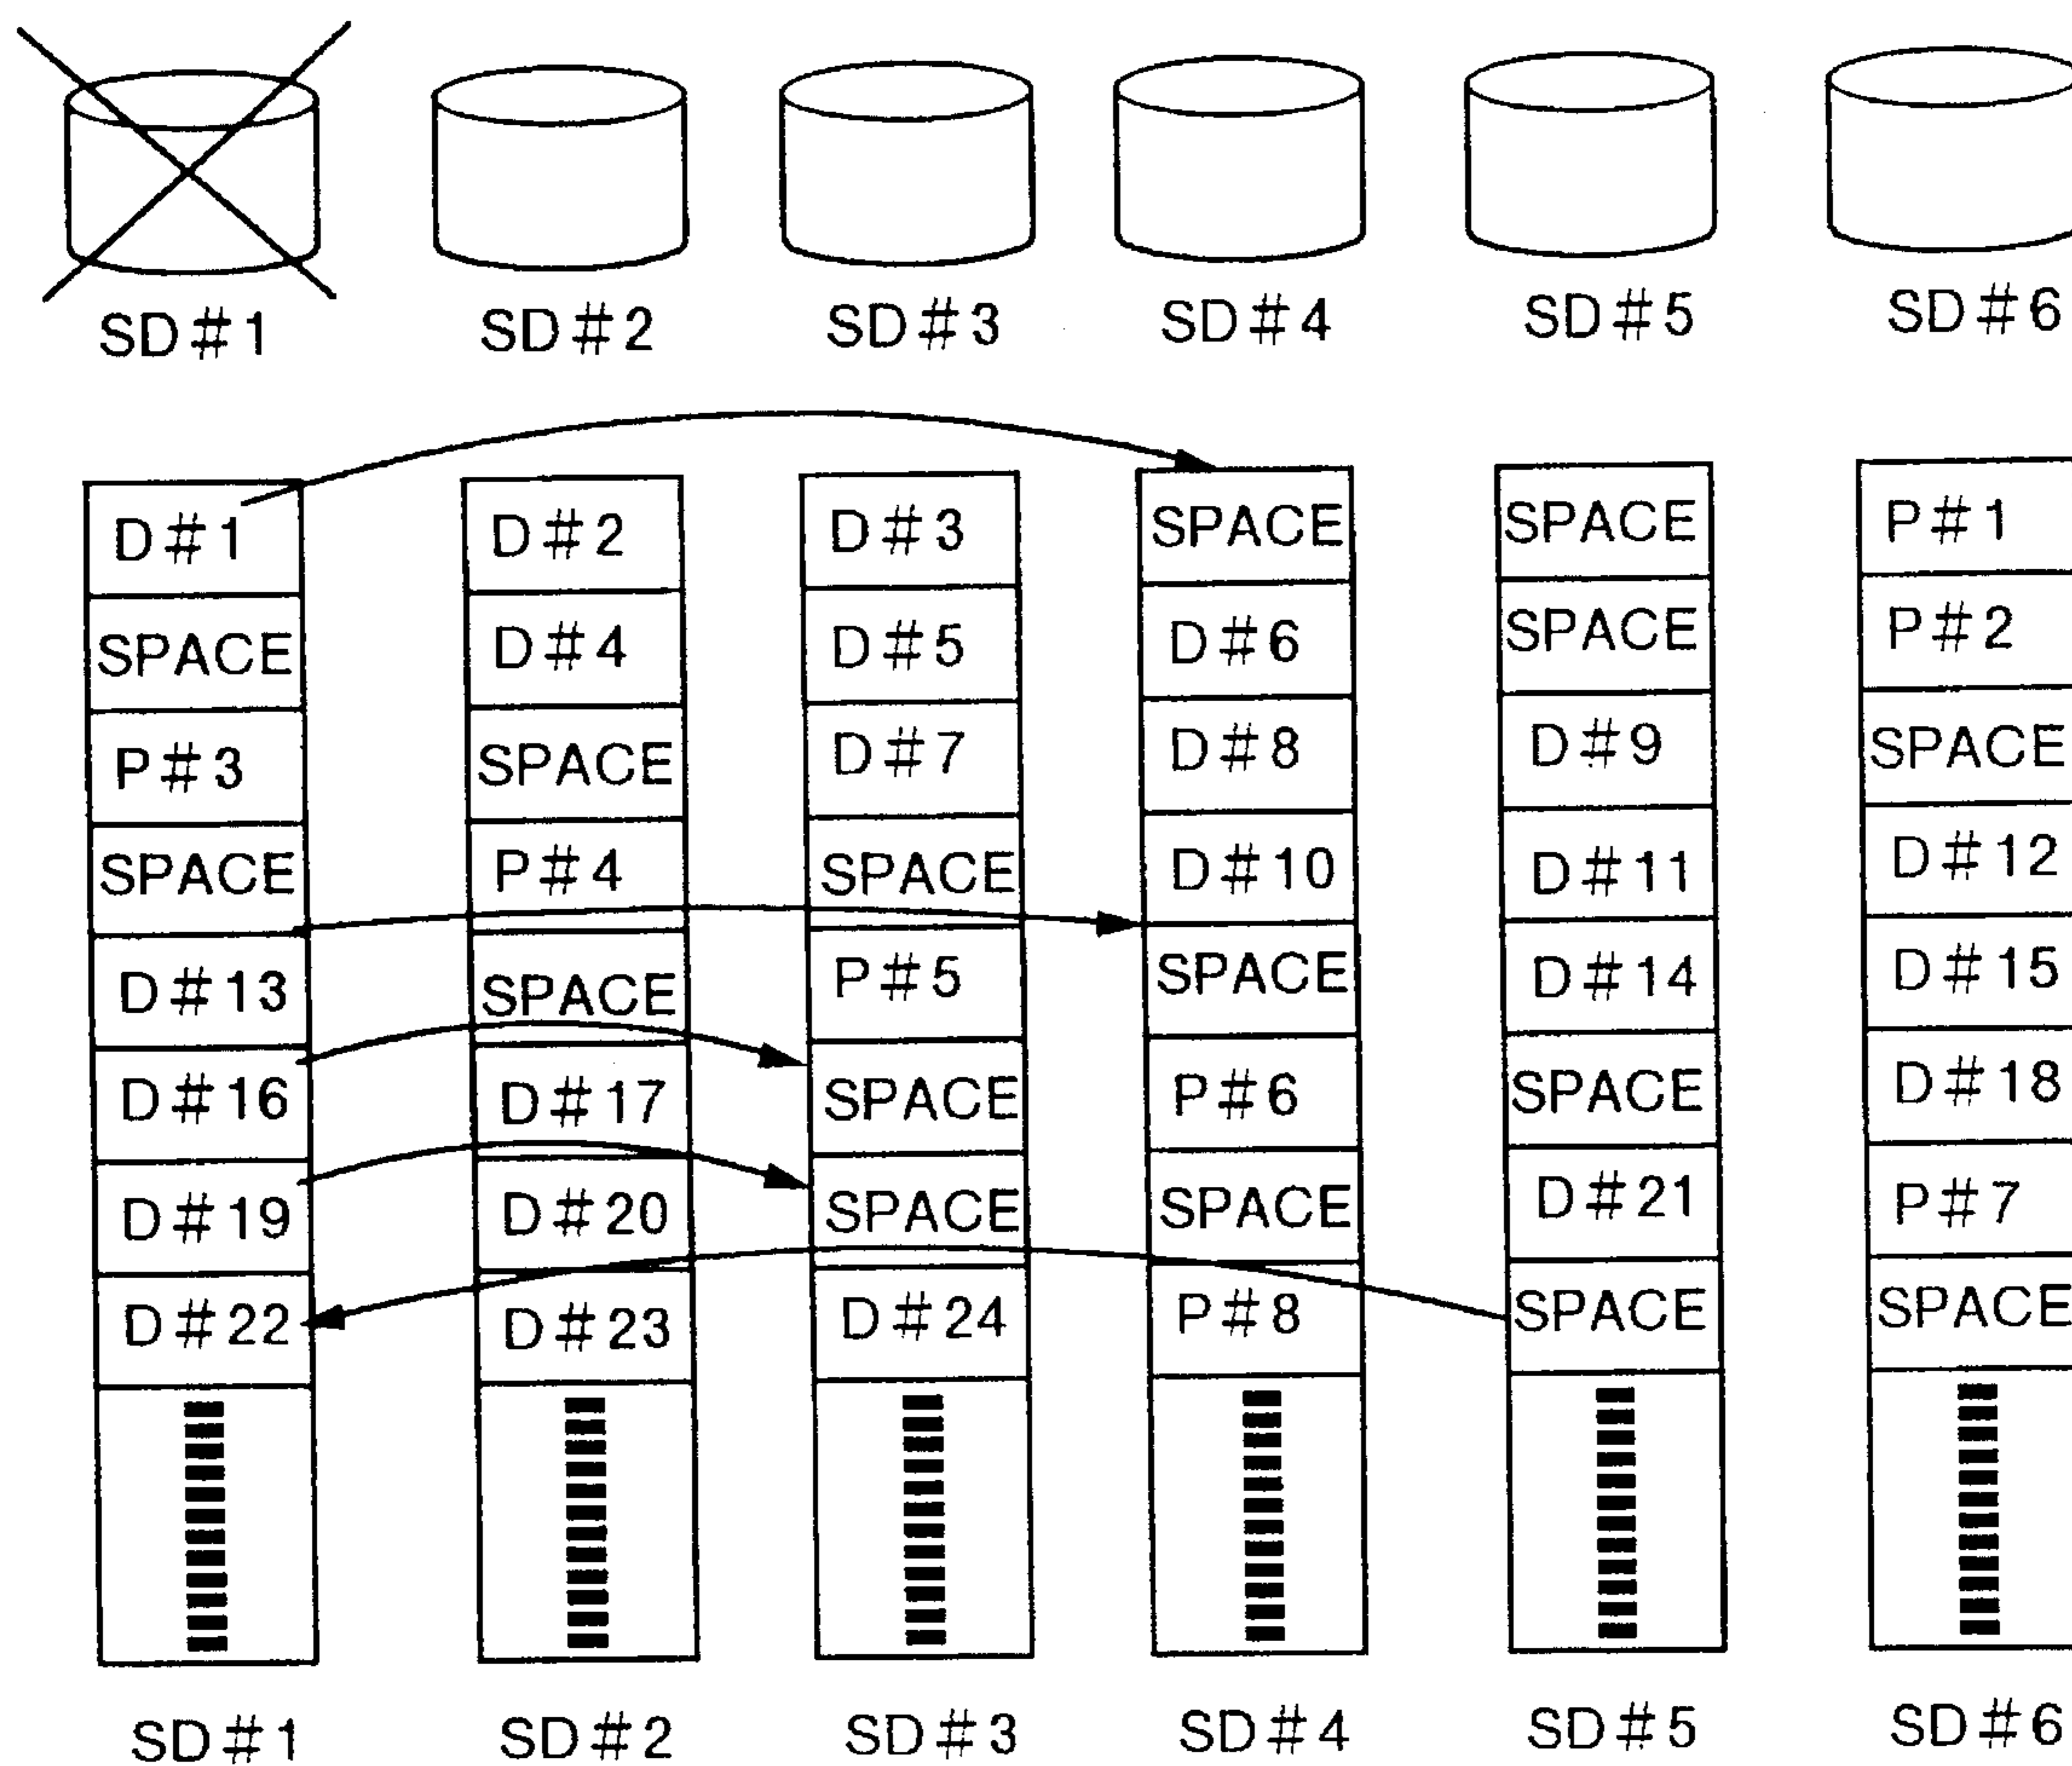 SD#1 SD#2 SD#3 SD#4 SD#5 SD#6
D#1 D#2 D#3 SPACE SPACE P#1
SPACE D#4 D#5 D#6 SPACE P#2
P#3 SPACE D#7 D#8 D#9 SPACE
SPACE P#4 SPACE D#10 D#11 D#12
D#13 SPACE P#5 SPACE D#14 D#15
D#16 D#17 SPACE P#6 SPACE D#18
D#19 D#20 SPACE SPACE D#21 P#7
D#22 D#23 D#24 P#8 SPACE SPACE
SD#1 SD#2 SD#3 SD#4 SD#5 SD#6